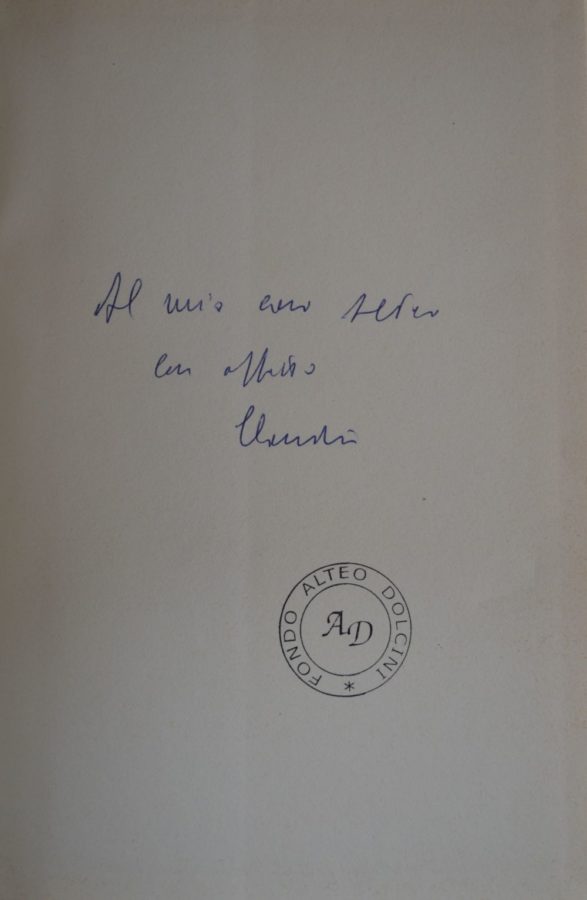 Al mio caro Alteo
con affetto
Claudio
FONDO ALTEO DOLCINI *
AD